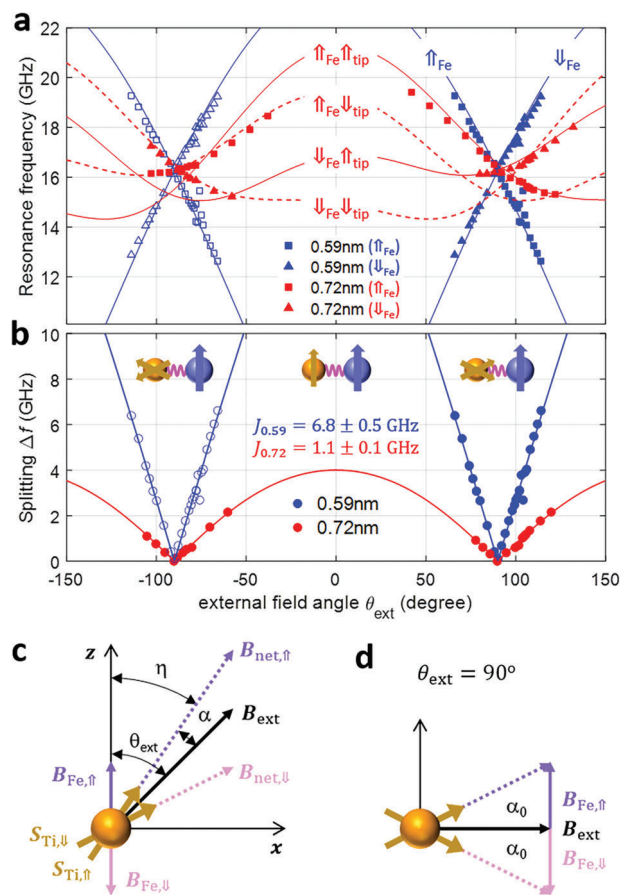 a
Resonance frequency (GHz)
22
20
18
16
14
12
10
⇑Fe⇑tip
⇑Fe⇓tip
⇓Fe⇑tip
⇓Fe⇓tip
⇑Fe
⇓Fe
0.59nm (⇑Fe)
0.59nm (⇓Fe)
0.72nm (⇑Fe)
0.72nm (⇓Fe)
b
Splitting Δf (GHz)
10
8
6
4
2
0
J0.59 = 6.8 ± 0.5 GHz
J0.72 = 1.1 ± 0.1 GHz
0.59nm
0.72nm
-150 -100 -50 0 50 100 150
external field angle θext (degree)
c
z
η
Bnet,⇑
α
Bext
θext
BFe,⇑
Bnet,⇓
STi,⇓
STi,⇑
BFe,⇓
x
d
θext = 90°
α0
BFe,⇑
Bext
α0
BFe,⇓